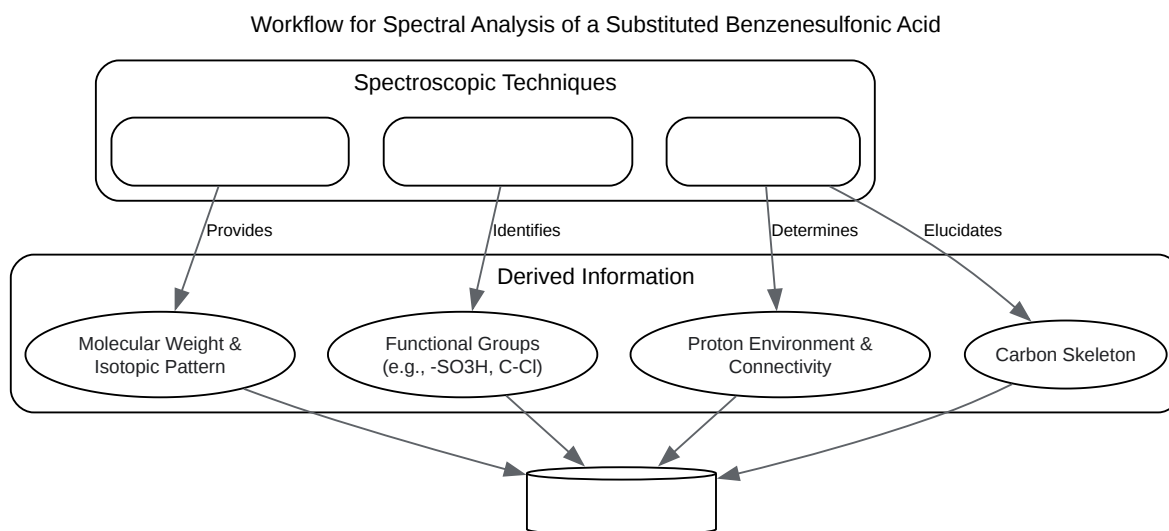 Workflow for Spectral Analysis of a Substituted Benzenesulfonic Acid
Spectroscopic Techniques
Provides
Identifies
Determines
Elucidates
Derived Information
Molecular Weight &
Isotopic Pattern
Functional Groups
(e.g., -SO3H, C-Cl)
Proton Environment &
Connectivity
Carbon Skeleton